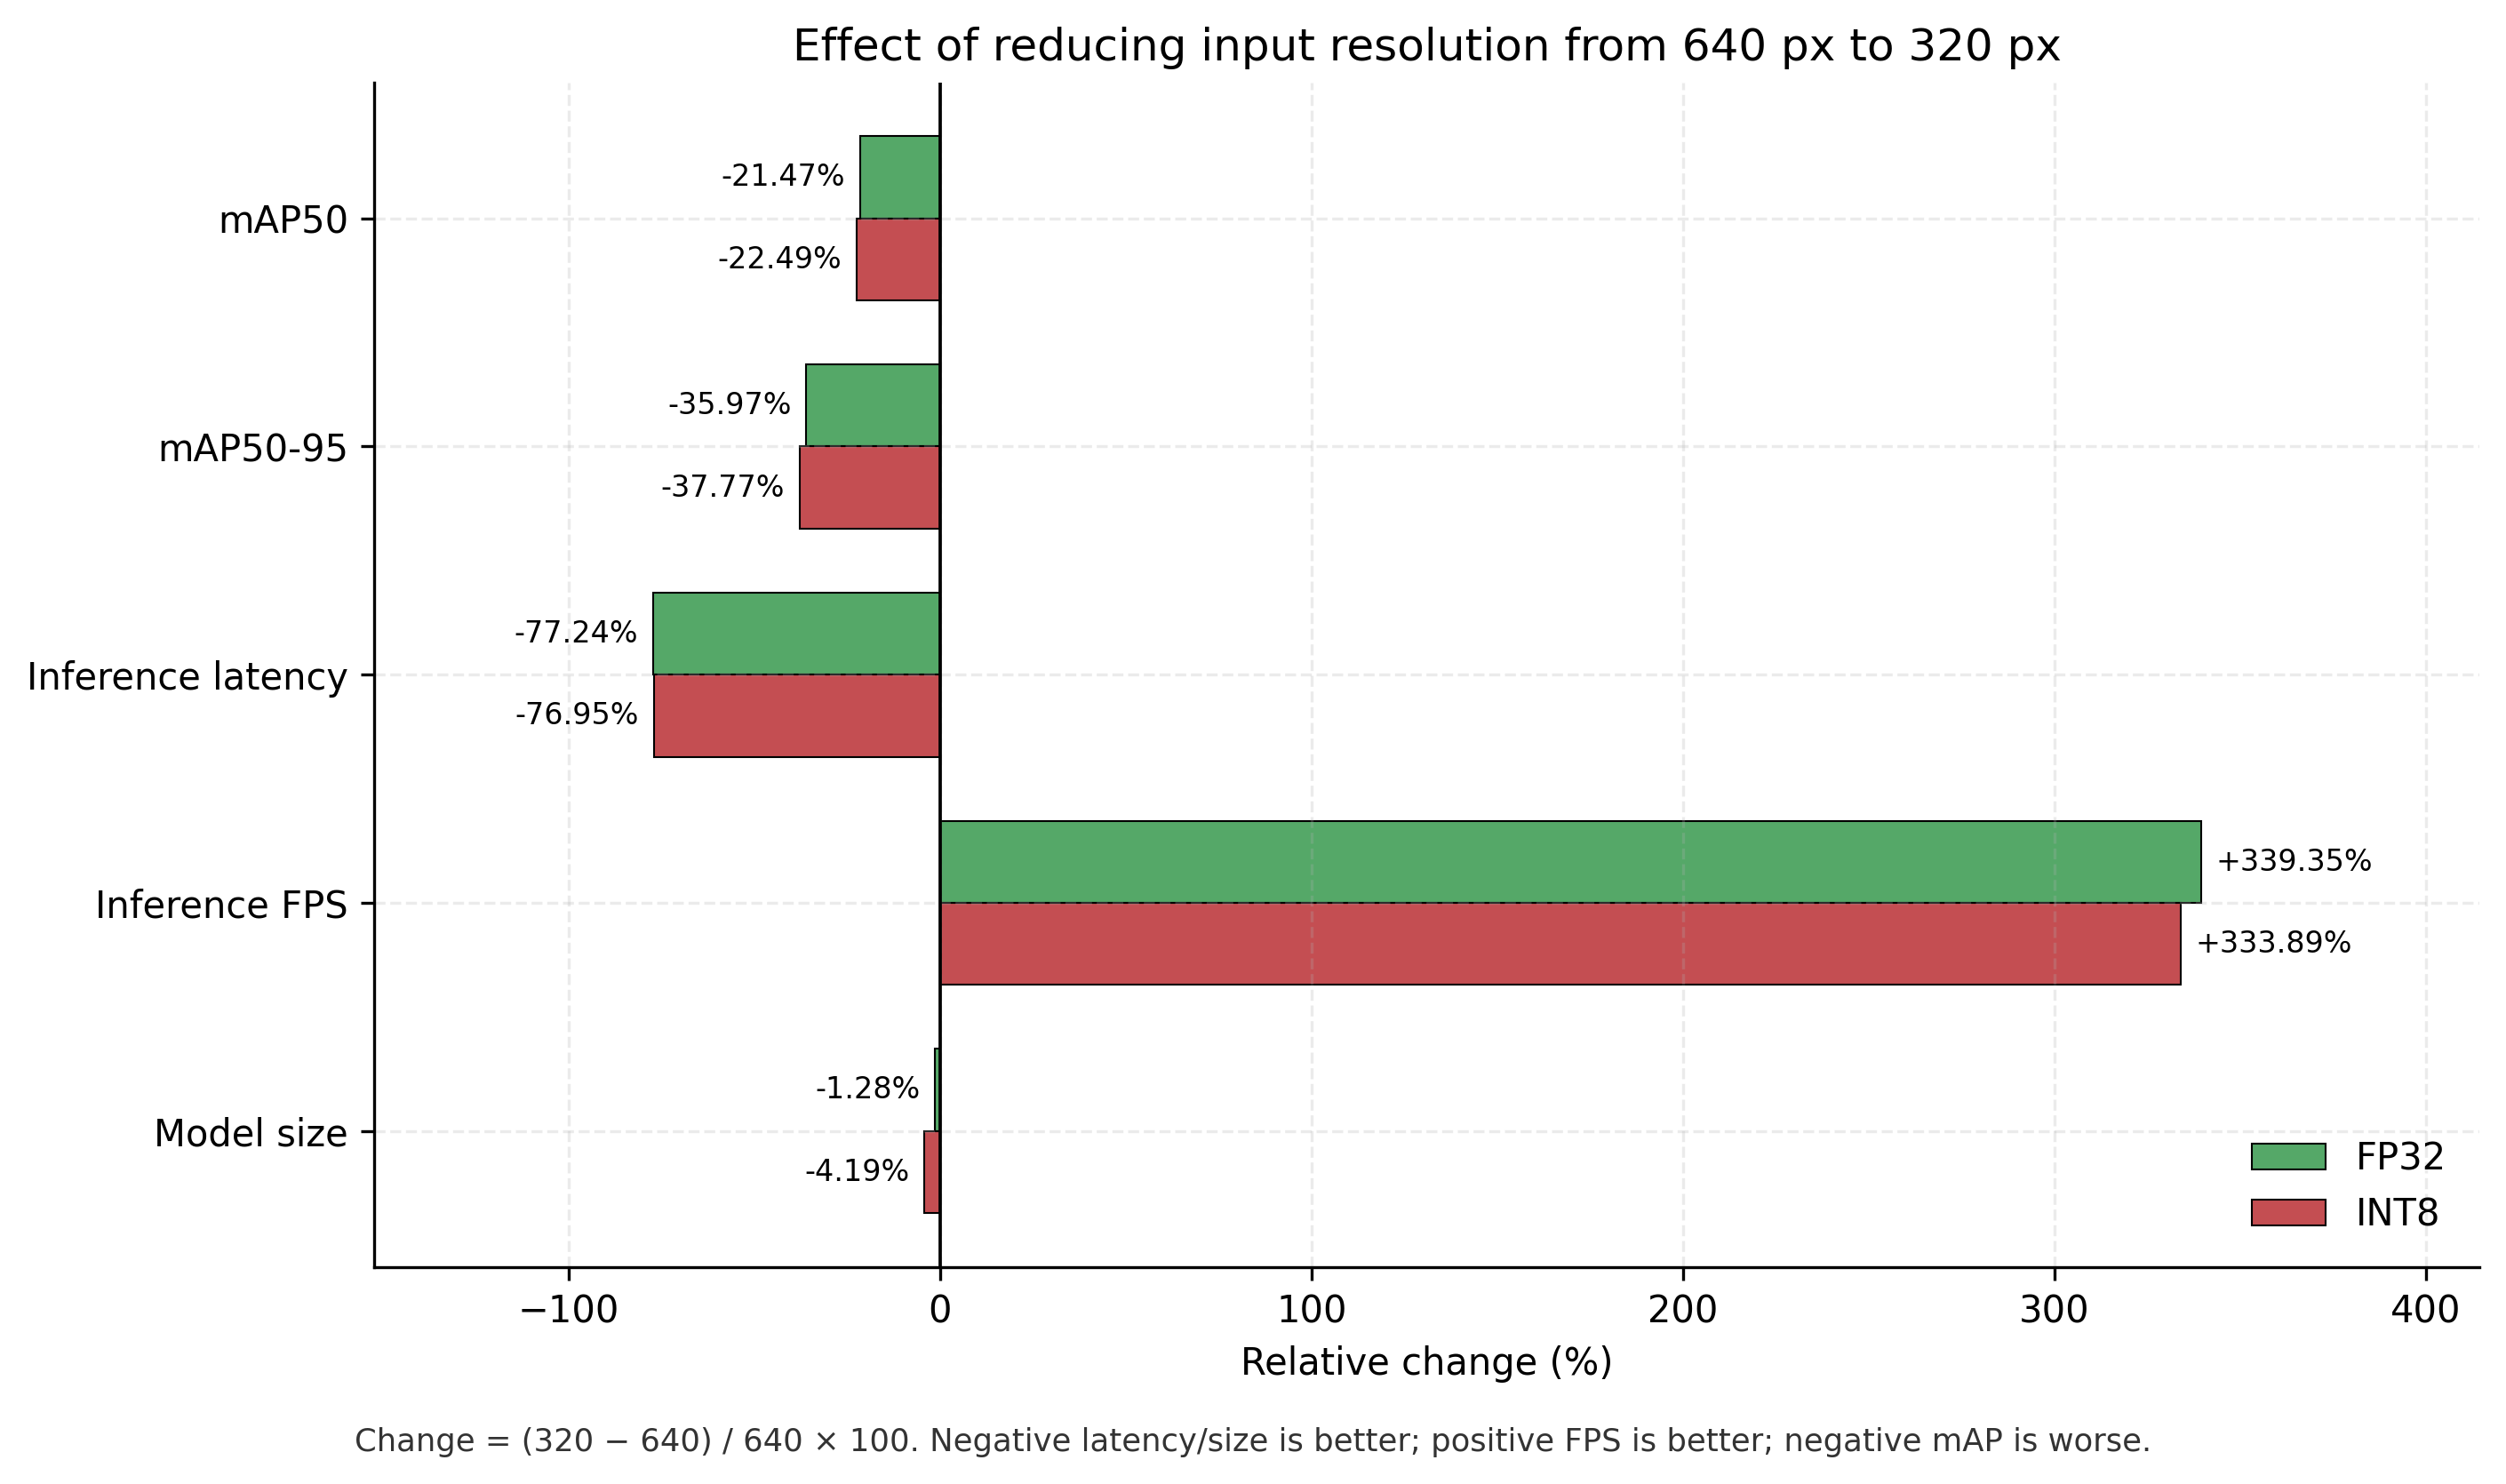 Effect of reducing input resolution from 640 px to 320 px
mAP50
-21.47%
-22.49%
mAP50-95
-35.97%
-37.77%
Inference latency
-77.24%
-76.95%
Inference FPS
+339.35%
+333.89%
Model size
-1.28%
-4.19%
FP32
INT8
−100 0 100 200 300 400
Relative change (%)
Change = (320 − 640) / 640 × 100. Negative latency/size is better; positive FPS is better; negative mAP is worse.